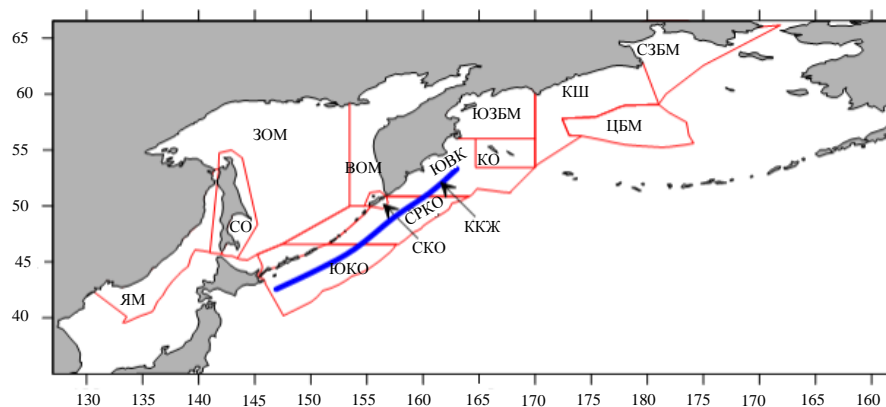 65
60
55
50
45
40
СЗБМ
КШ
ЮЗБМ
ЦБМ
ЗОМ
ВОМ
КО
ЮВК
СРКО
ККЖ
СО
СКО
ЮКО
ЯМ
130 135 140 145 150 155 160 165 170 175 180 175 170 165 160